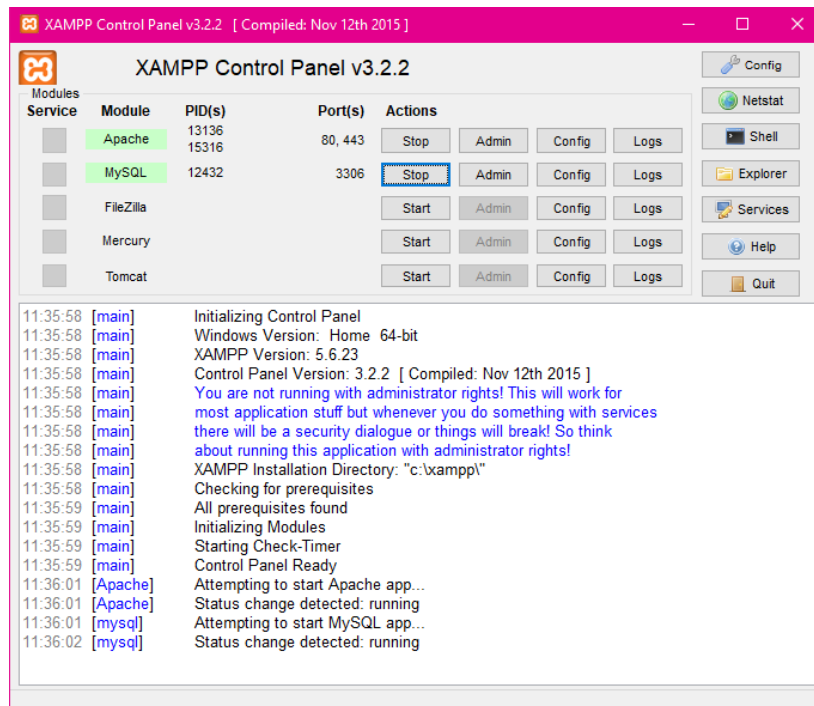 XAMPP Control Panel v3.2.2 [ Compiled: Nov 12th 2015 ]
XAMPP Control Panel v3.2.2
Config
Modules
Service Module PID(s) Port(s) Actions
Netstat
Apache 13136 15316 80, 443 Stop Admin Config Logs
Shell
MySQL 12432 3306 Stop Admin Config Logs
Explorer
FileZilla Start Admin Config Logs
Services
Mercury Start Admin Config Logs
Help
Tomcat Start Admin Config Logs
Quit
11:35:58 [main] Initializing Control Panel
11:35:58 [main] Windows Version: Home 64-bit
11:35:58 [main] XAMPP Version: 5.6.23
11:35:58 [main] Control Panel Version: 3.2.2 [ Compiled: Nov 12th 2015 ]
11:35:58 [main] You are not running with administrator rights! This will work for
11:35:58 [main] most application stuff but whenever you do something with services
11:35:58 [main] there will be a security dialogue or things will break! So think
11:35:58 [main] about running this application with administrator rights!
11:35:58 [main] XAMPP Installation Directory: "c:\xampp\"
11:35:58 [main] Checking for prerequisites
11:35:59 [main] All prerequisites found
11:35:59 [main] Initializing Modules
11:35:59 [main] Starting Check-Timer
11:35:59 [main] Control Panel Ready
11:36:01 [Apache] Attempting to start Apache app...
11:36:01 [Apache] Status change detected: running
11:36:01 [mysql] Attempting to start MySQL app...
11:36:02 [mysql] Status change detected: running